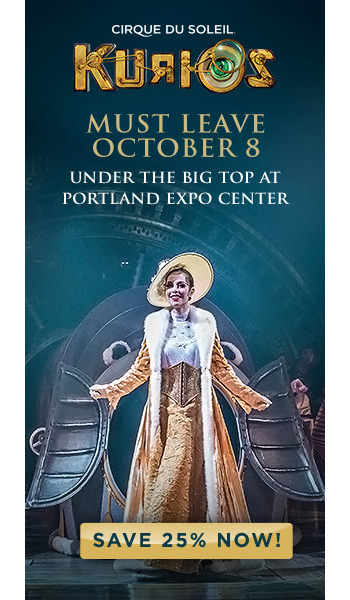 CIRQUE DU SOLEIL
KURIOS
MUST LEAVE
OCTOBER 8
UNDER THE BIG TOP AT
PORTLAND EXPO CENTER
SAVE 25% NOW!